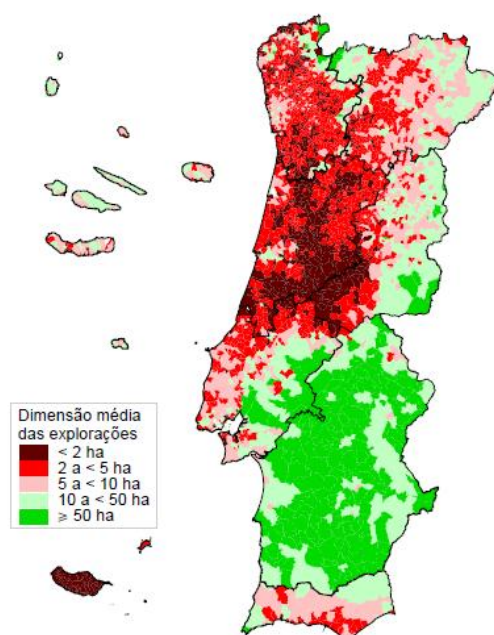 Dimensão média
das explorações
< 2 ha
2 a < 5 ha
5 a < 10 ha
10 a < 50 ha
⩾ 50 ha